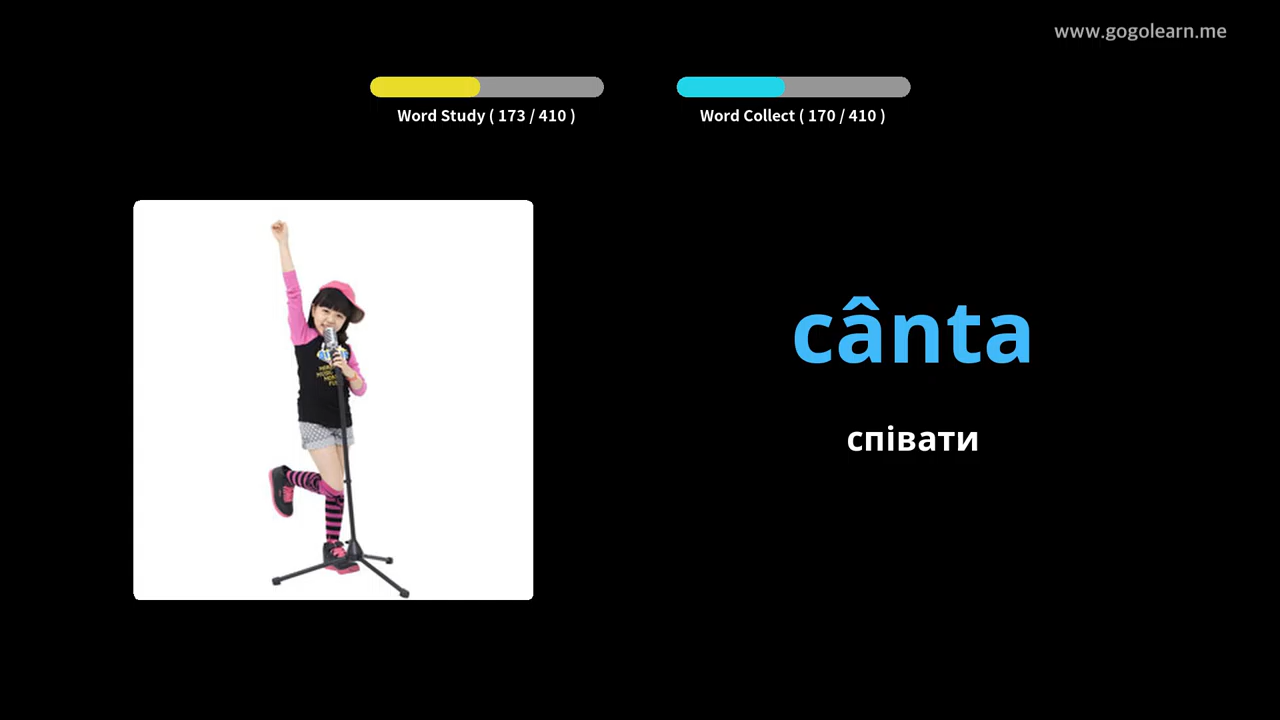 www.gogolearn.me
Word Study ( 173 / 410 )
Word Collect ( 170 / 410 )
cânta
співати